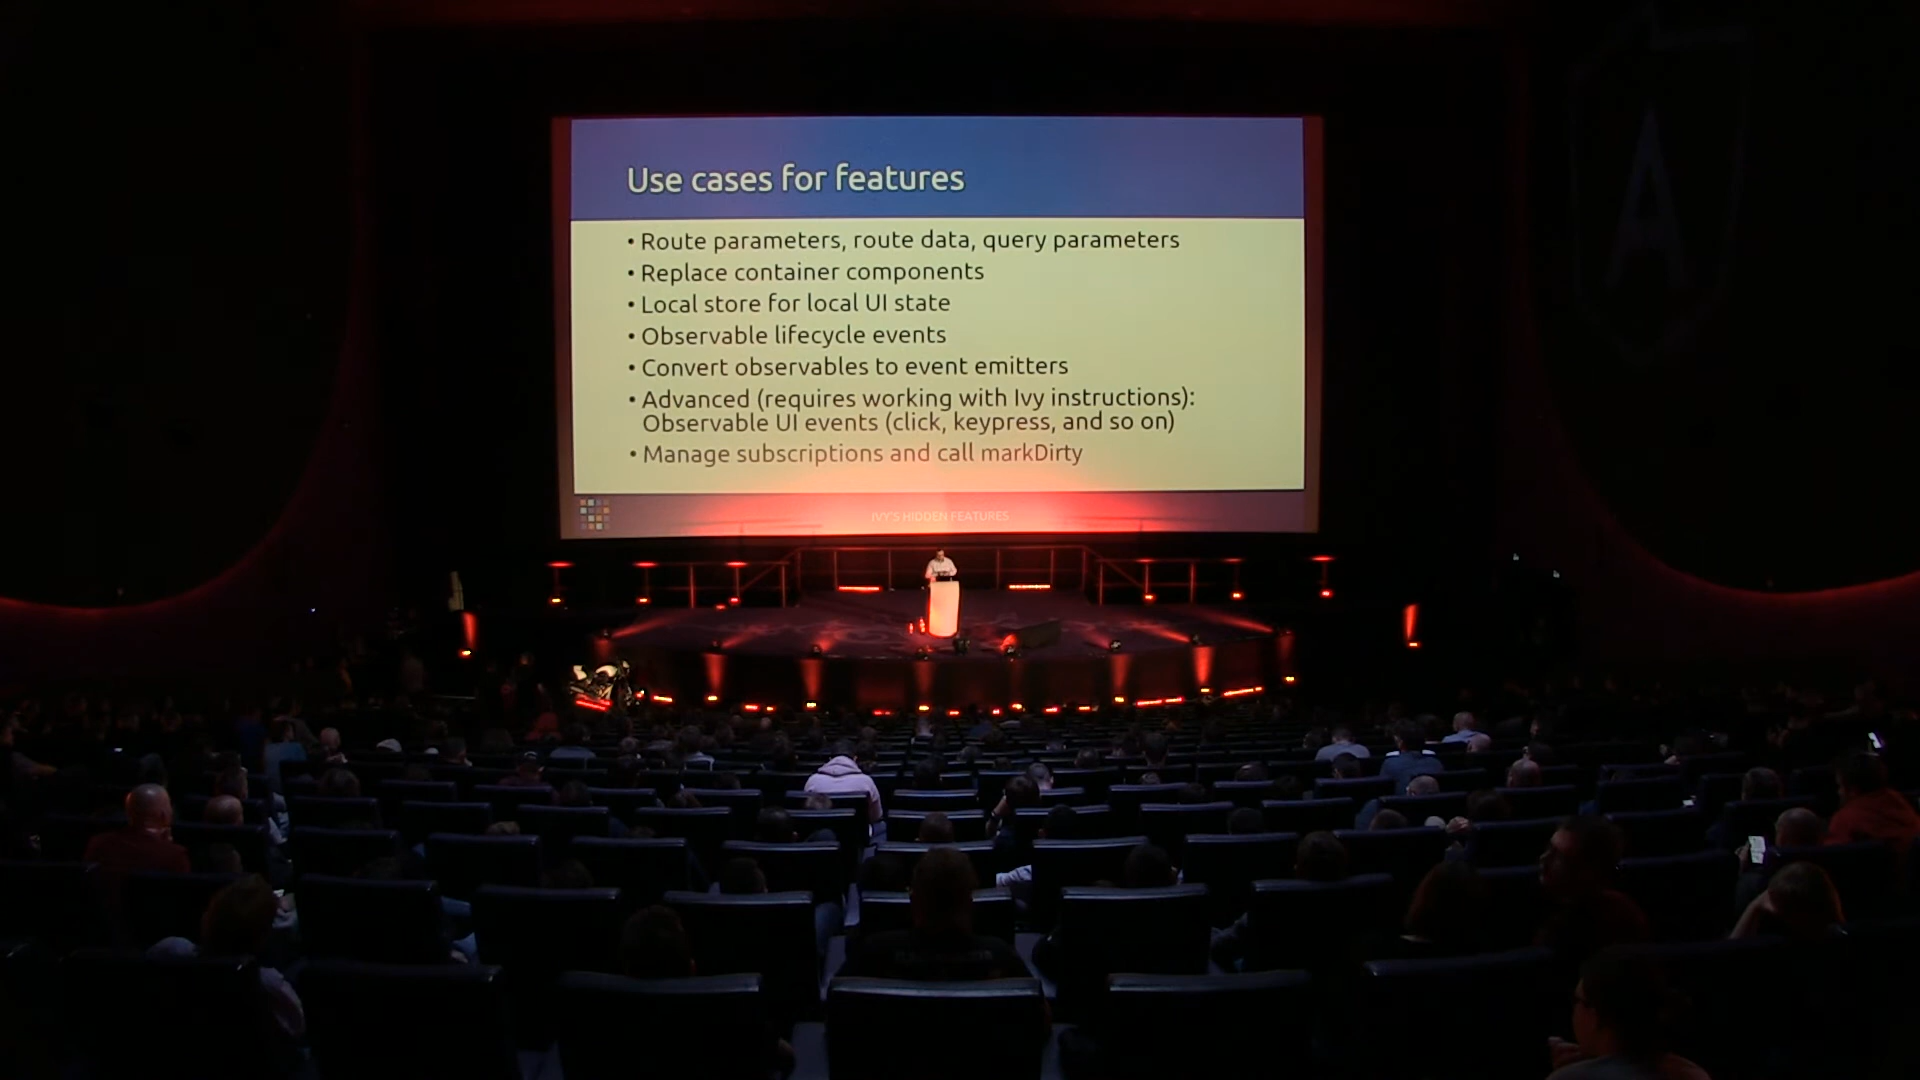 Use cases for features
• Route parameters, route data, query parameters
• Replace container components
• Local store for local UI state
• Observable lifecycle events
• Convert observables to event emitters
• Advanced (requires working with Ivy instructions):
Observable UI events (click, keypress, and so on)
• Manage subscriptions and call markDirty
IVY'S HIDDEN FEATURES
A